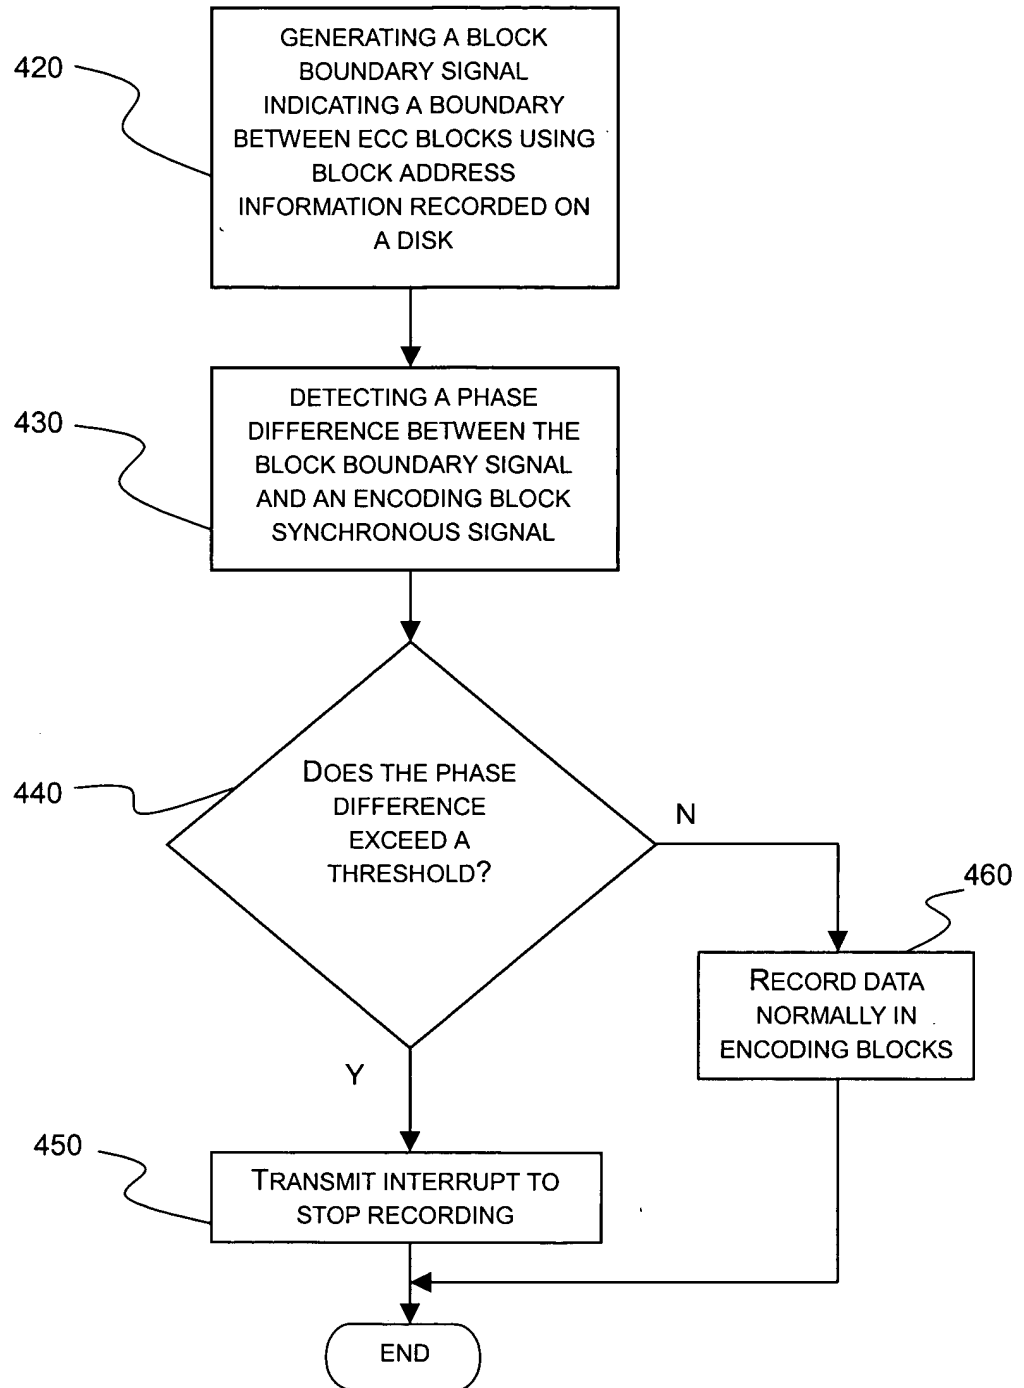 GENERATING A BLOCK
BOUNDARY SIGNAL
INDICATING A BOUNDARY
BETWEEN ECC BLOCKS USING
BLOCK ADDRESS
INFORMATION RECORDED ON
A DISK
420
DETECTING A PHASE
DIFFERENCE BETWEEN THE
BLOCK BOUNDARY SIGNAL
AND AN ENCODING BLOCK
SYNCHRONOUS SIGNAL
430
DOES THE PHASE
DIFFERENCE
EXCEED A
THRESHOLD?
440
N
460
RECORD DATA
NORMALLY IN
ENCODING BLOCKS
Y
450
TRANSMIT INTERRUPT TO
STOP RECORDING
END